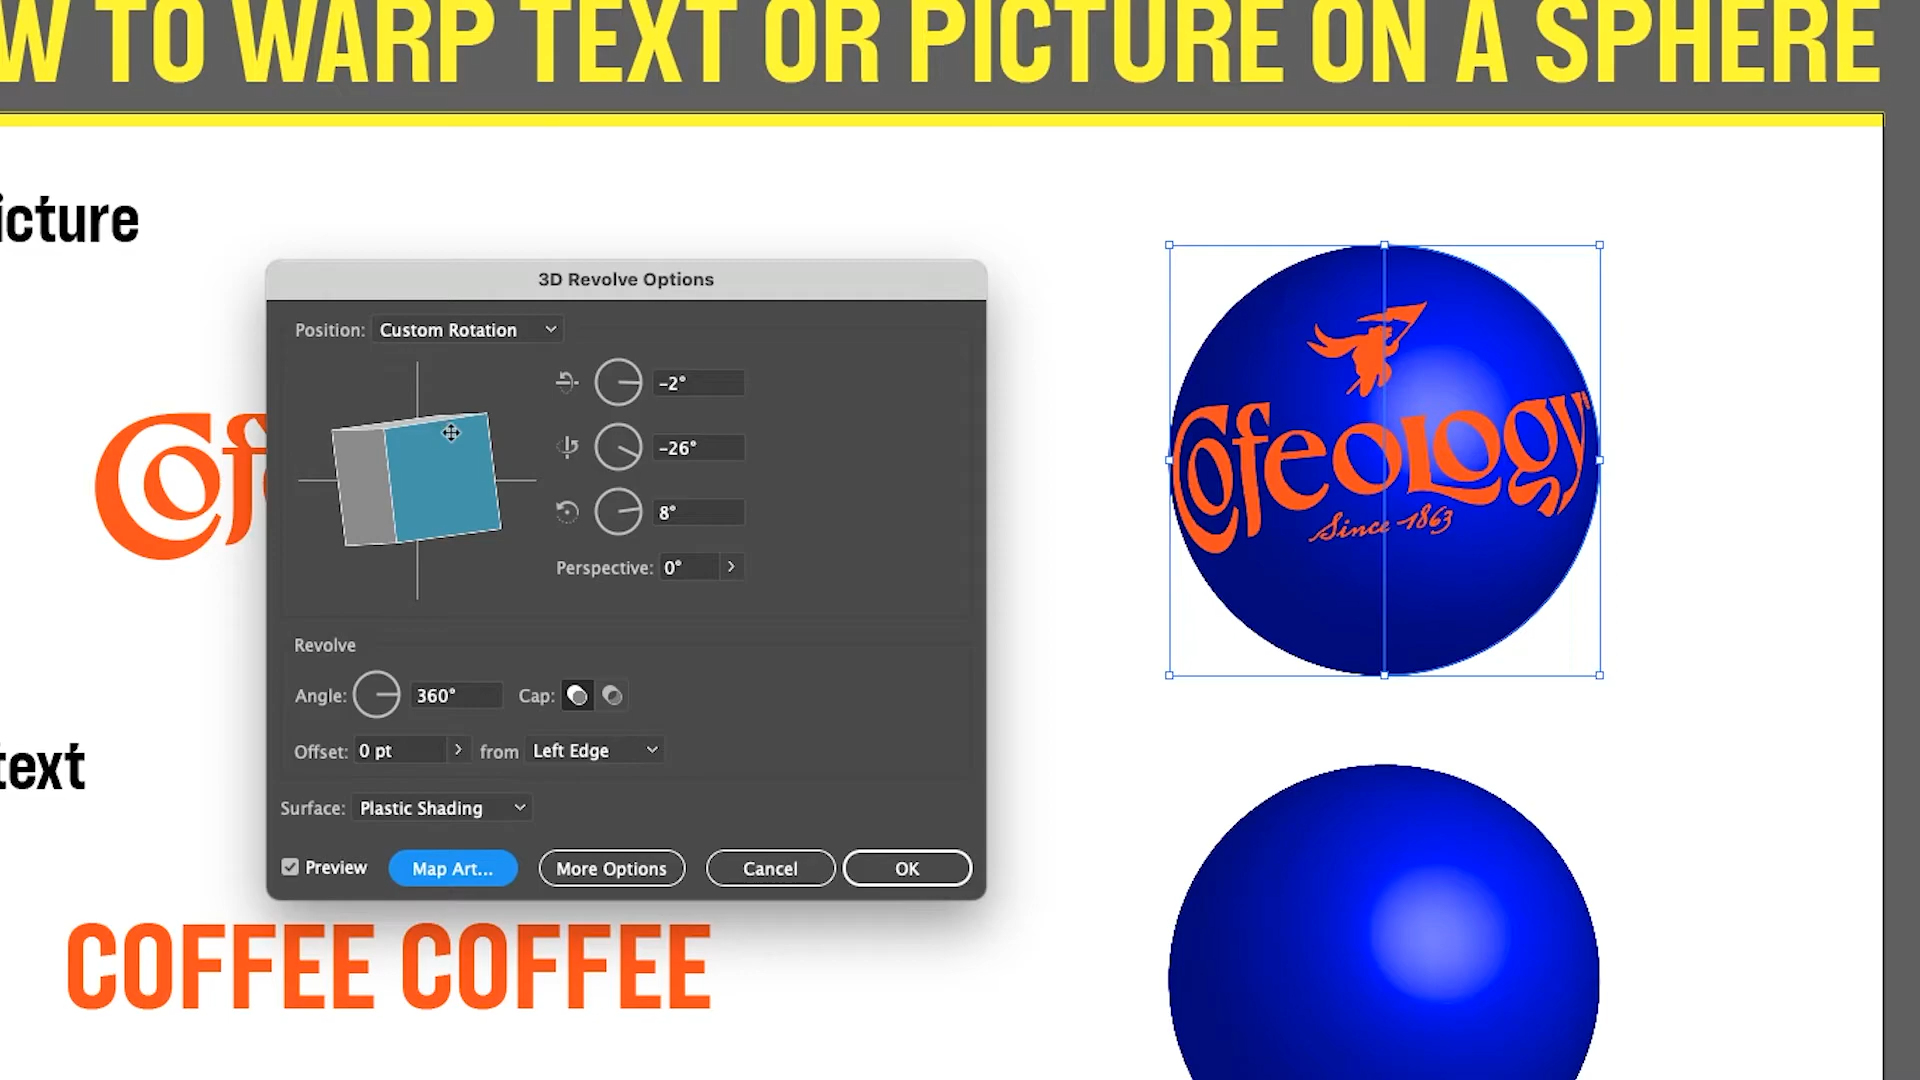 W TO WARP TEXT OR PICTURE ON A SPHERE
icture
3D Revolve Options
Position: Custom Rotation
-2°
-26°
8°
Perspective: 0°
Revolve
Angle: 360° Cap:
Offset: 0 pt from Left Edge
Surface: Plastic Shading
Preview Map Art... More Options Cancel OK
Cofeology
Since 1863
Cofe
text
COFFEE COFFEE